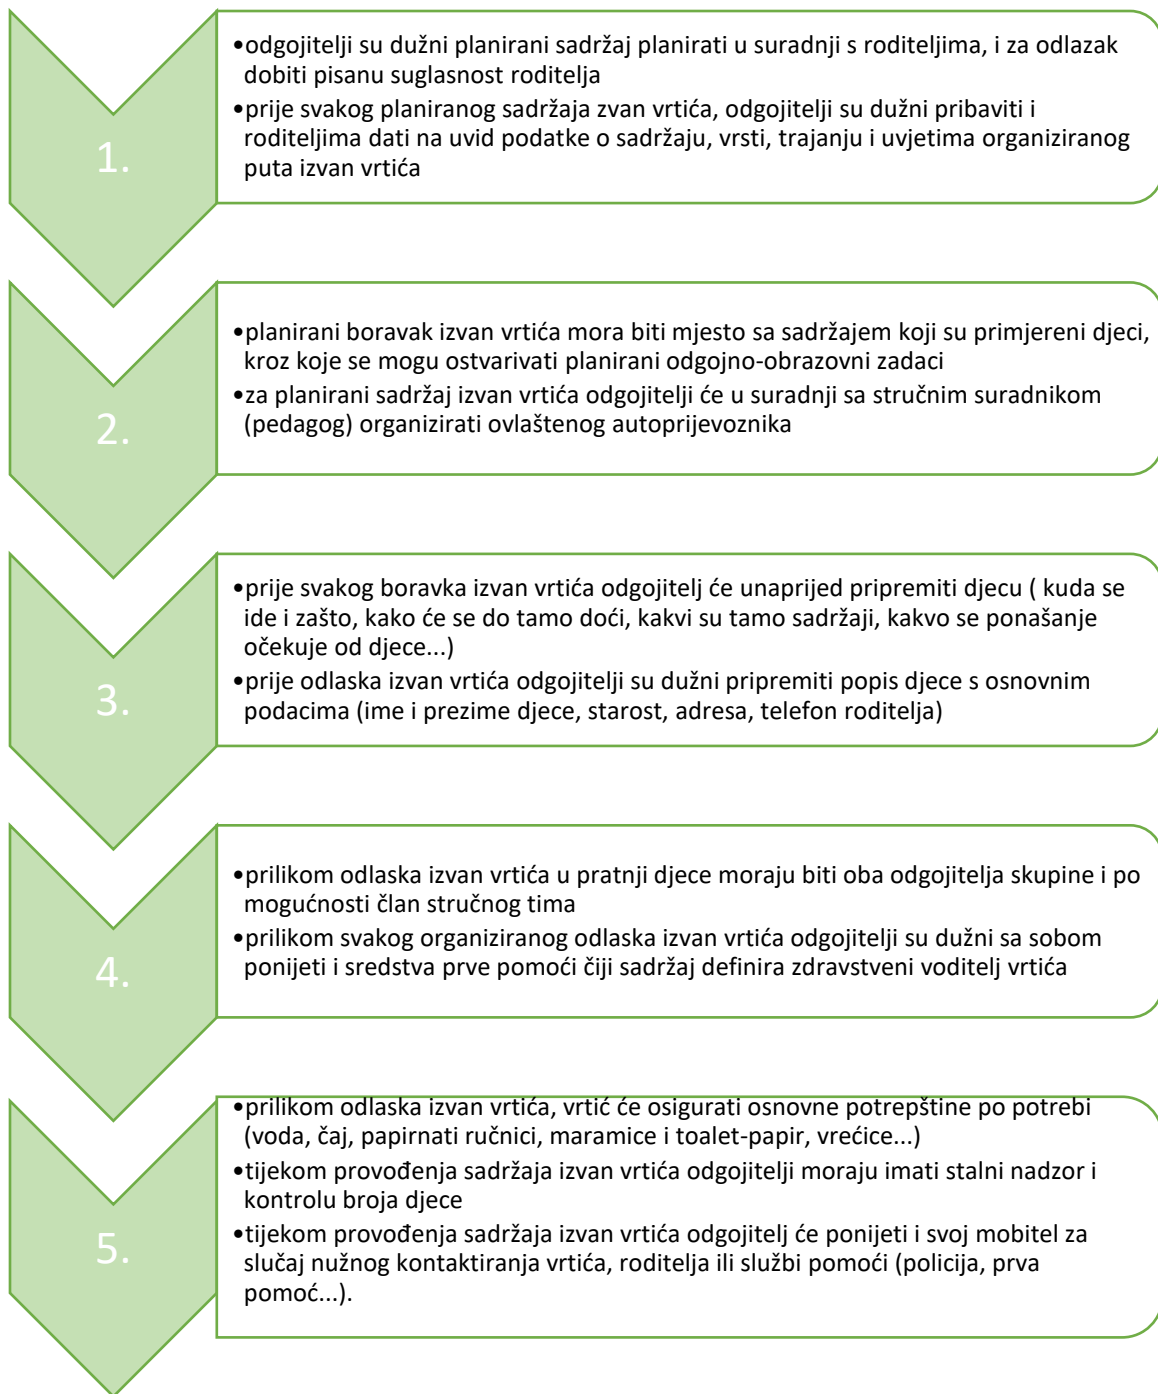 1.
•odgojitelji su dužni planirani sadržaj planirati u suradnji s roditeljima, i za odlazak
dobiti pisanu suglasnost roditelja
•prije svakog planiranog sadržaja zvan vrtića, odgojitelji su dužni pribaviti i
roditeljima dati na uvid podatke o sadržaju, vrsti, trajanju i uvjetima organiziranog
puta izvan vrtića
2.
•planirani boravak izvan vrtića mora biti mjesto sa sadržajem koji su primjereni djeci,
kroz koje se mogu ostvarivati planirani odgojno-obrazovni zadaci
•za planirani sadržaj izvan vrtića odgojitelji će u suradnji sa stručnim suradnikom
(pedagog) organizirati ovlaštenog autoprijevoznika
3.
•prije svakog boravka izvan vrtića odgojitelj će unaprijed pripremiti djecu ( kuda se
ide i zašto, kako će se do tamo doći, kakvi su tamo sadržaji, kakvo se ponašanje
očekuje od djece...)
•prije odlaska izvan vrtića odgojitelji su dužni pripremiti popis djece s osnovnim
podacima (ime i prezime djece, starost, adresa, telefon roditelja)
4.
•prilikom odlaska izvan vrtića u pratnji djece moraju biti oba odgojitelja skupine i po
mogućnosti član stručnog tima
•prilikom svakog organiziranog odlaska izvan vrtića odgojitelji su dužni sa sobom
ponijeti i sredstva prve pomoći čiji sadržaj definira zdravstveni voditelj vrtića
5.
•prilikom odlaska izvan vrtića, vrtić će osigurati osnovne potrepštine po potrebi
(voda, čaj, papirnati ručnici, maramice i toalet-papir, vrećice...)
•tijekom provođenja sadržaja izvan vrtića odgojitelji moraju imati stalni nadzor i
kontrolu broja djece
•tijekom provođenja sadržaja izvan vrtića odgojitelj će ponijeti i svoj mobitel za
slučaj nužnog kontaktiranja vrtića, roditelja ili službi pomoći (policija, prva
pomoć...).